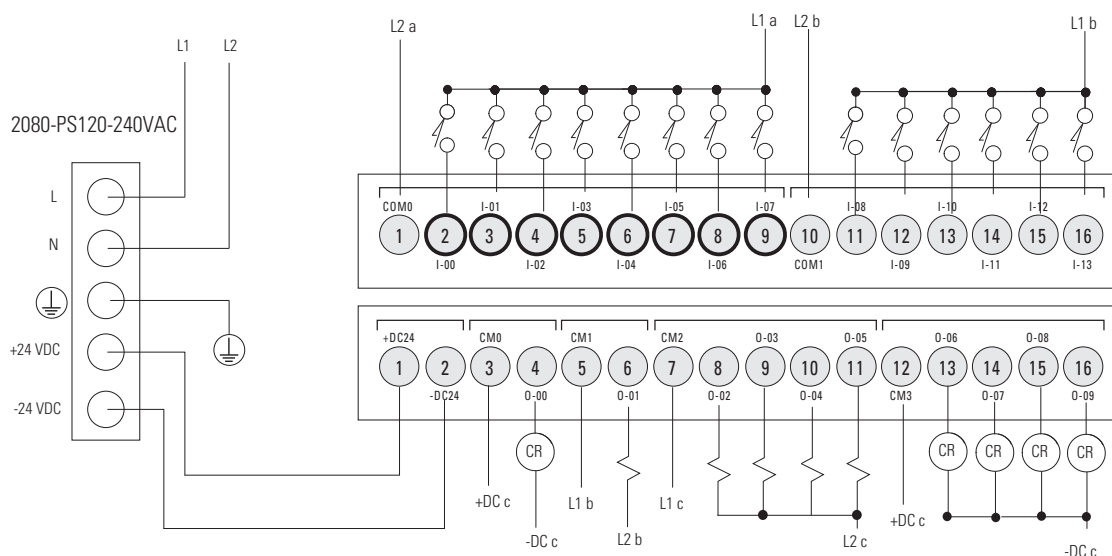 L2 a
L1 a
L2 b
L1 b
L1
L2
2080-PS120-240VAC
L
N
+24 VDC
-24 VDC
COM0
I-01
I-03
I-05
I-07
I-08
I-10
I-12
1
2
3
4
5
6
7
8
9
10
11
12
13
14
15
16
I-00
I-02
I-04
I-06
COM1
I-09
I-11
I-13
+DC24
CM0
CM1
CM2
O-03
O-05
O-06
O-08
1
2
3
4
5
6
7
8
9
10
11
12
13
14
15
16
-DC24
O-00
O-01
O-02
O-04
CM3
O-07
O-09
CR
CR
CR
CR
CR
+DC c
L1 b
L1 c
+DC c
-DC c
L2 b
L2 c
-DC c